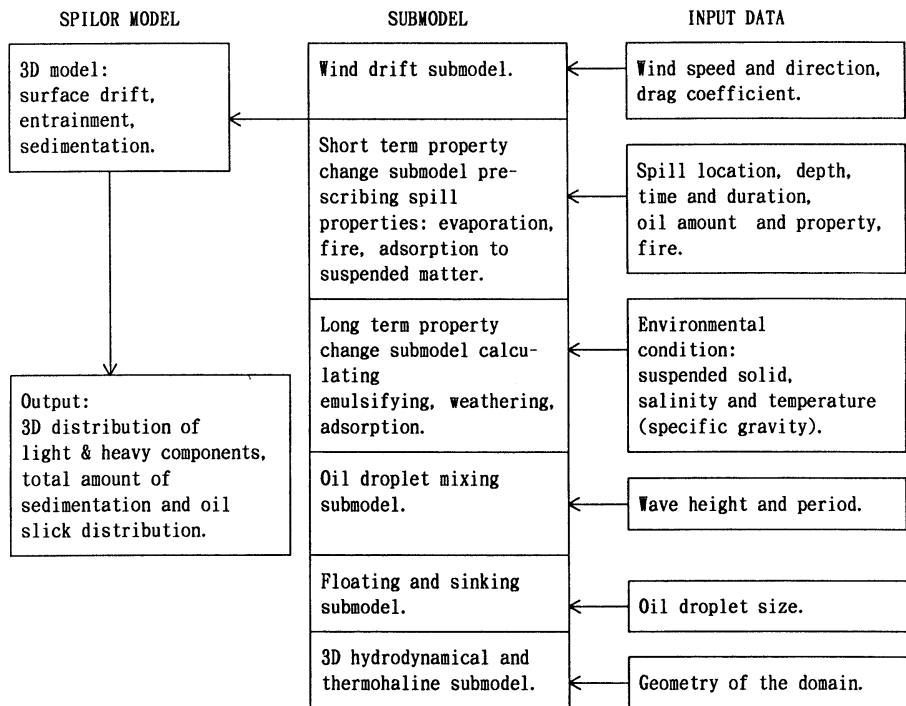 SPILOR MODEL
SUBMODEL
INPUT DATA
3D model:
surface drift,
entrainment,
sedimentation.
Output:
3D distribution of
light & heavy components,
total amount of
sedimentation and oil
slick distribution.
Wind drift submodel.
Short term property
change submodel pre-
scribing spill
properties: evaporation,
fire, adsorption to
suspended matter.
Long term property
change submodel calcu-
lating
emulsifying, weathering,
adsorption.
Oil droplet mixing
submodel.
Floating and sinking
submodel.
3D hydrodynamical and
thermohaline submodel.
Wind speed and direction,
drag coefficient.
Spill location, depth,
time and duration,
oil amount and property,
fire.
Environmental
condition:
suspended solid,
salinity and temperature
(specific gravity).
Wave height and period.
Oil droplet size.
Geometry of the domain.